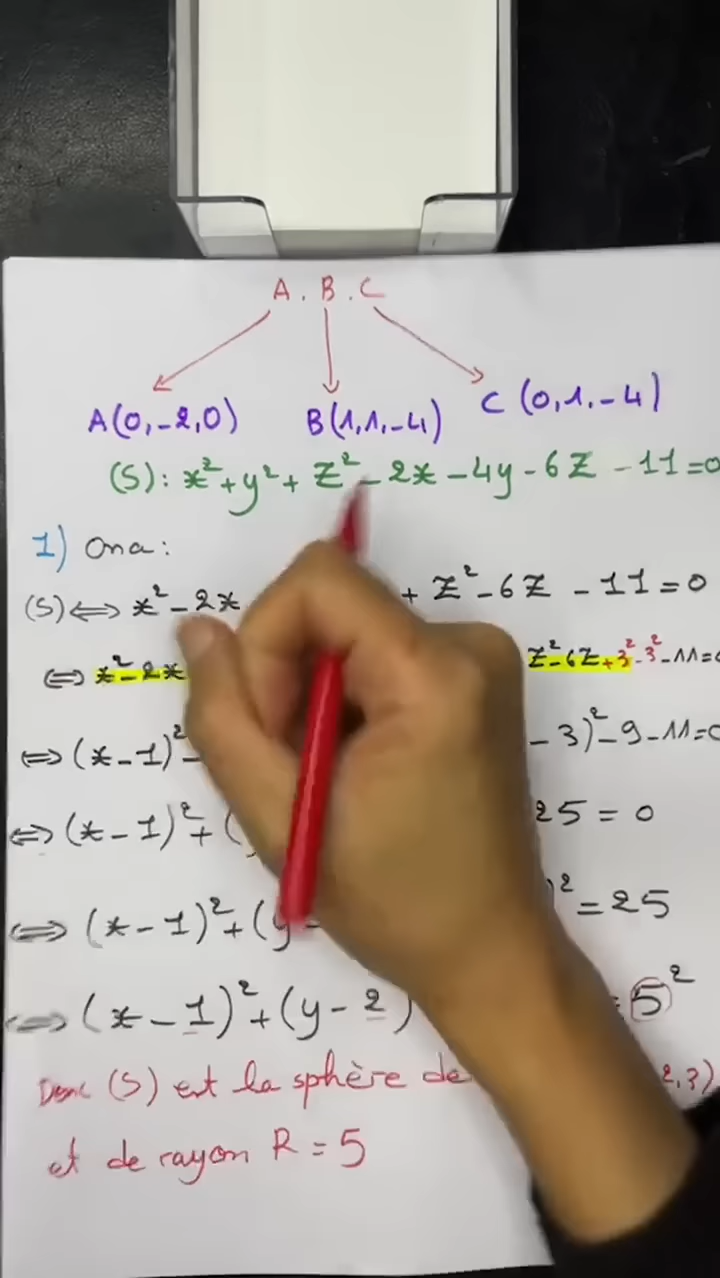 A . B . C
A(0,-2,0) B(1,1,-4) C(0,1,-4)
(S): x²+y²+z²-2x-4y-6z-11=0
1) Ona:
(S)⟺x²-2x + z²-6z-11=0
⟺ x²-2x z²-6z+3²-3²-11=
⟺(x-1)²- -3)²-9-11=0
⟺(x-1)²+( 25=0
⟺(x-1)²+(y- )²=25
⟺(x-1)²+(y-2) =5²
Donc (S) est la sphère de 2,3)
et de rayon R=5